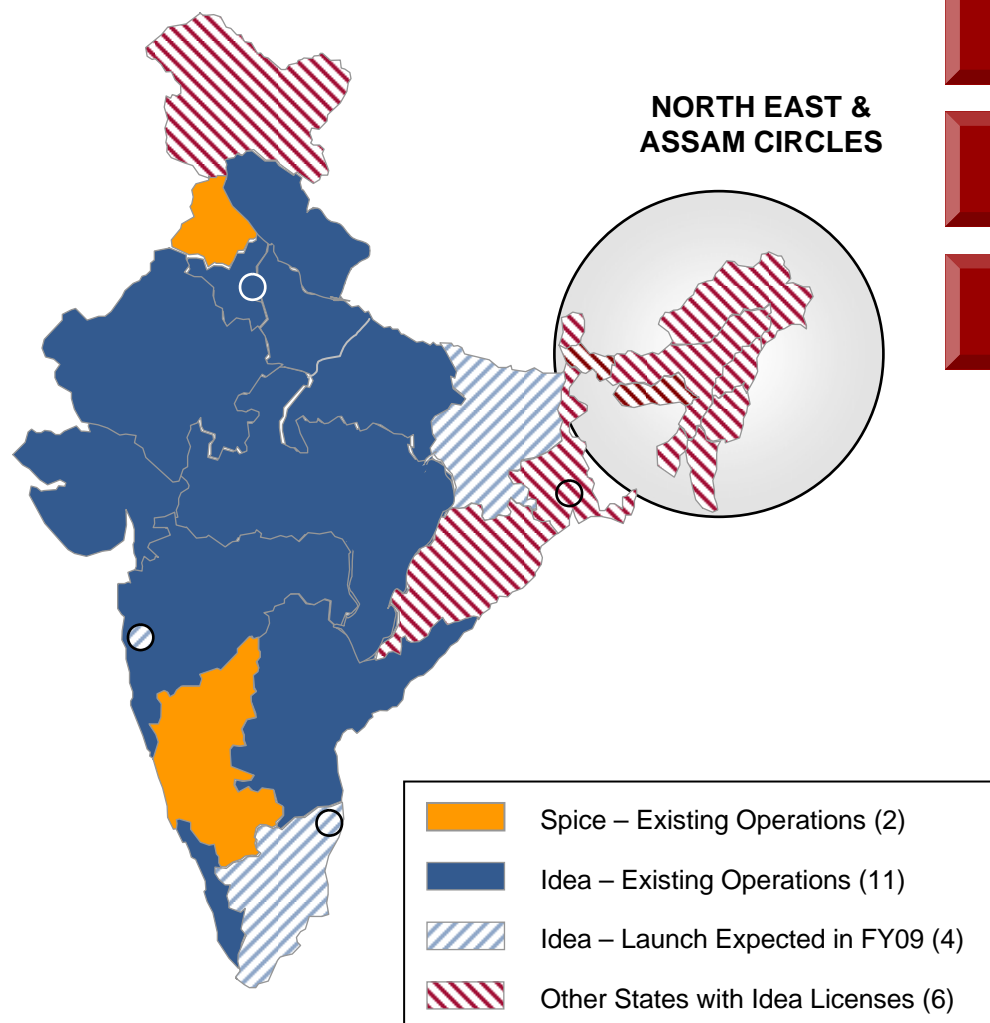 NORTH EAST &
ASSAM CIRCLES
Spice – Existing Operations (2)
Idea – Existing Operations (11)
Idea – Launch Expected in FY09 (4)
Other States with Idea Licenses (6)